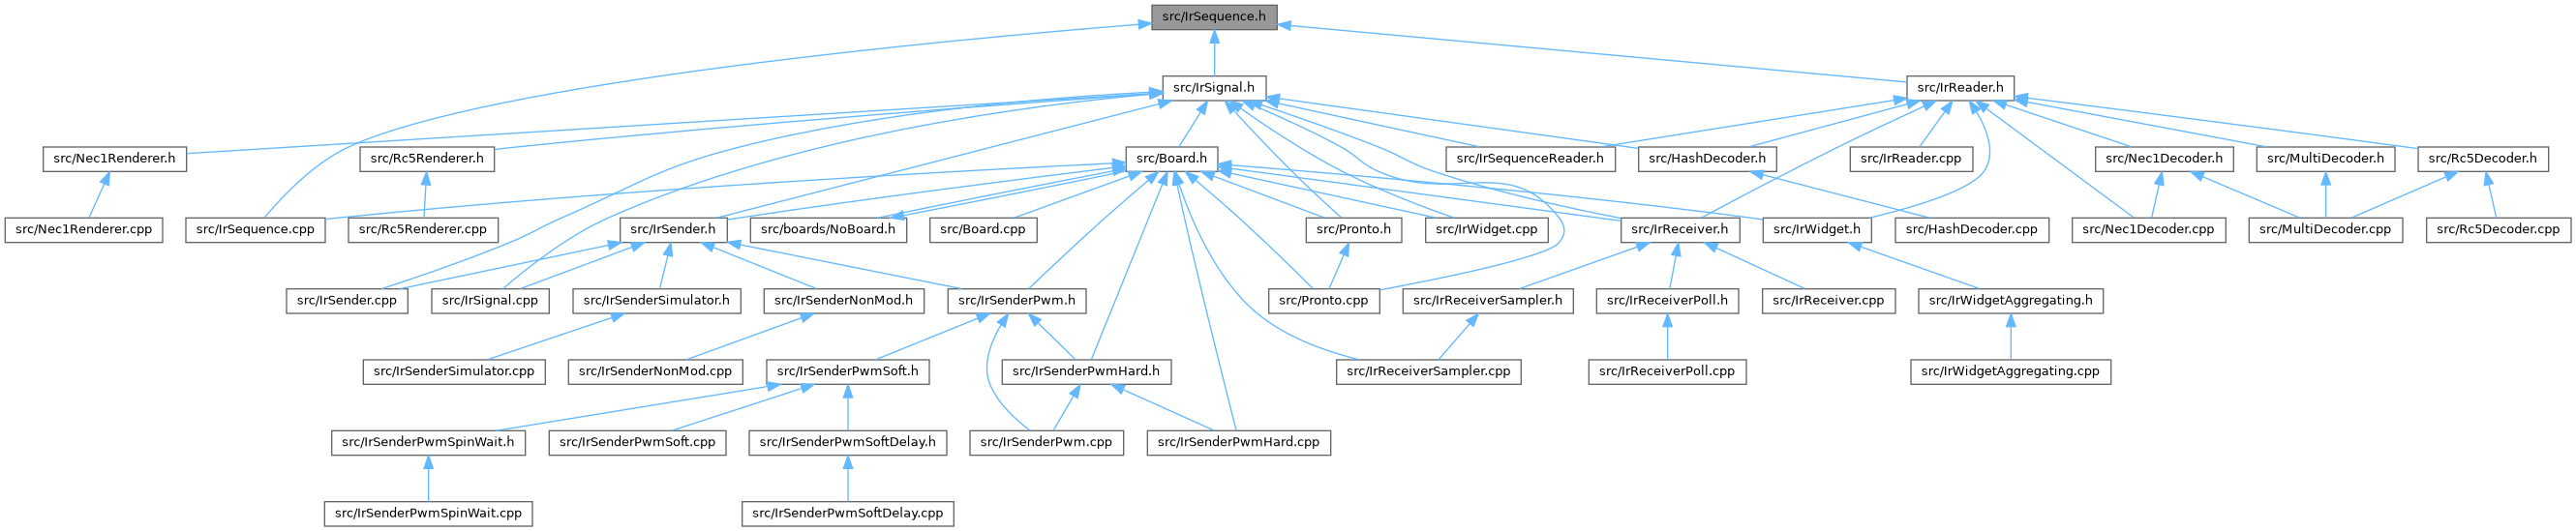 src/IrSequence.h
src/IrSignal.h
src/IrReader.h
src/Nec1Renderer.h
src/Rc5Renderer.h
src/Board.h
src/IrSequenceReader.h
src/HashDecoder.h
src/IrReader.cpp
src/Nec1Decoder.h
src/MultiDecoder.h
src/Rc5Decoder.h
src/Nec1Renderer.cpp
src/IrSequence.cpp
src/Rc5Renderer.cpp
src/IrSender.h
src/boards/NoBoard.h
src/Board.cpp
src/Pronto.h
src/IrWidget.cpp
src/IrReceiver.h
src/IrWidget.h
src/HashDecoder.cpp
src/Nec1Decoder.cpp
src/MultiDecoder.cpp
src/Rc5Decoder.cpp
src/IrSender.cpp
src/IrSignal.cpp
src/IrSenderSimulator.h
src/IrSenderNonMod.h
src/IrSenderPwm.h
src/Pronto.cpp
src/IrReceiverSampler.h
src/IrReceiverPoll.h
src/IrReceiver.cpp
src/IrWidgetAggregating.h
src/IrSenderSimulator.cpp
src/IrSenderNonMod.cpp
src/IrSenderPwmSoft.h
src/IrSenderPwmHard.h
src/IrReceiverSampler.cpp
src/IrReceiverPoll.cpp
src/IrWidgetAggregating.cpp
src/IrSenderPwmSpinWait.h
src/IrSenderPwmSoft.cpp
src/IrSenderPwmSoftDelay.h
src/IrSenderPwm.cpp
src/IrSenderPwmHard.cpp
src/IrSenderPwmSpinWait.cpp
src/IrSenderPwmSoftDelay.cpp